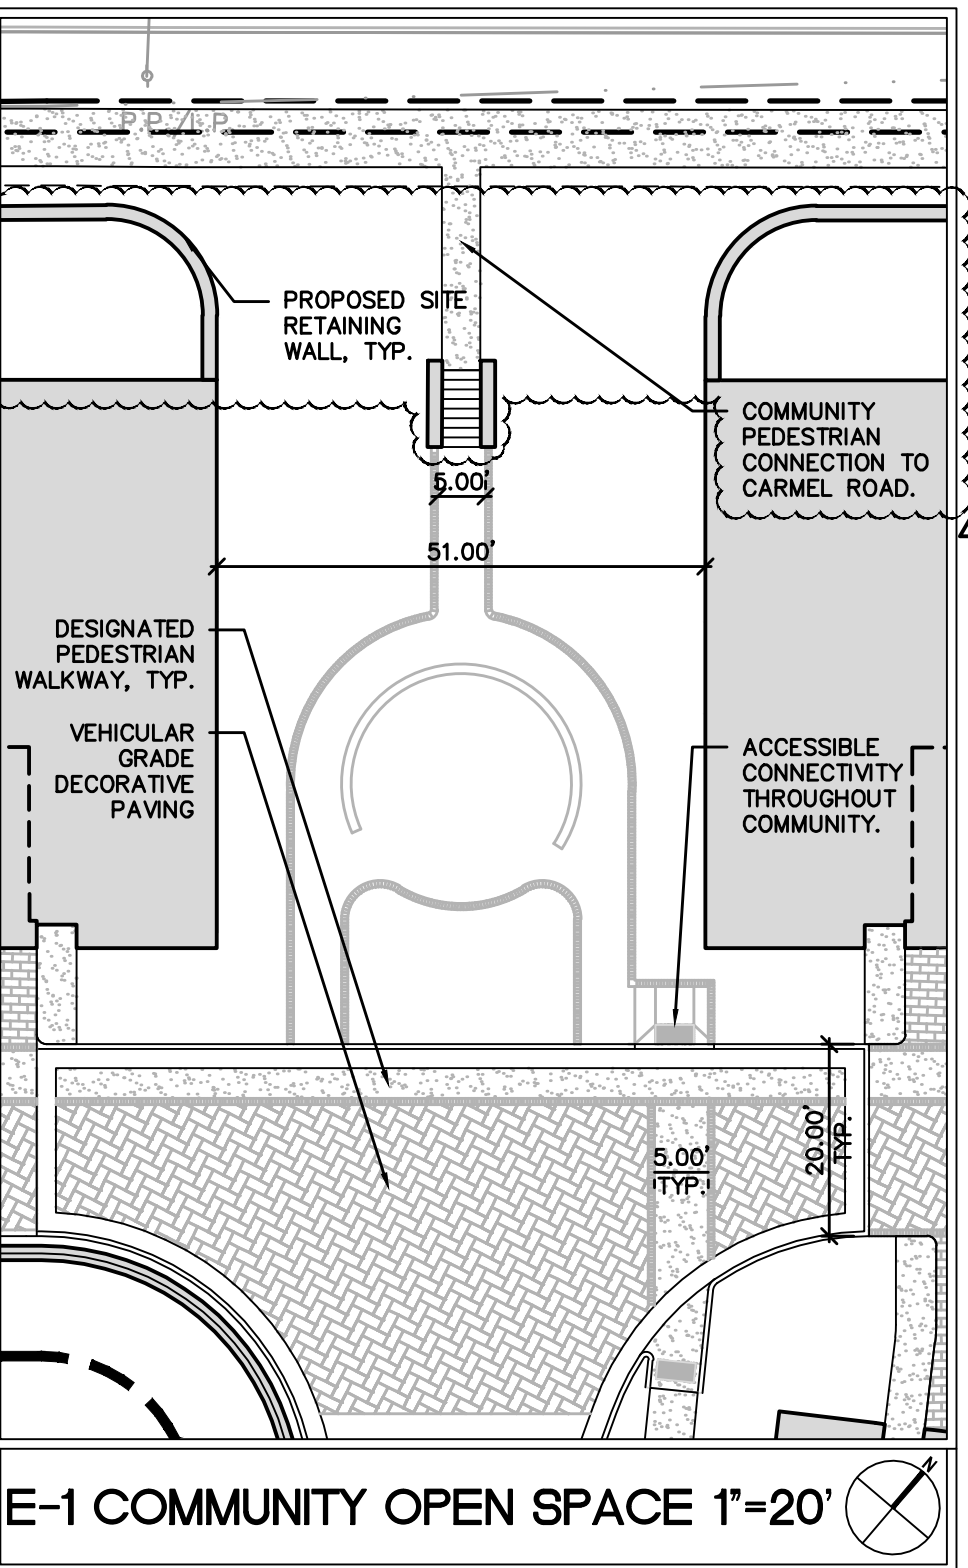 PP/LP
PROPOSED SITE
RETAINING
WALL, TYP.
COMMUNITY
PEDESTRIAN
CONNECTION TO
CARMEL ROAD.
5.00'
51.00'
DESIGNATED
PEDESTRIAN
WALKWAY, TYP.
VEHICULAR
GRADE
DECORATIVE
PAVING
ACCESSIBLE
CONNECTIVITY
THROUGHOUT
COMMUNITY.
5.00'
TYP.
20.00'
TYP.
E-1 COMMUNITY OPEN SPACE 1"=20'
N